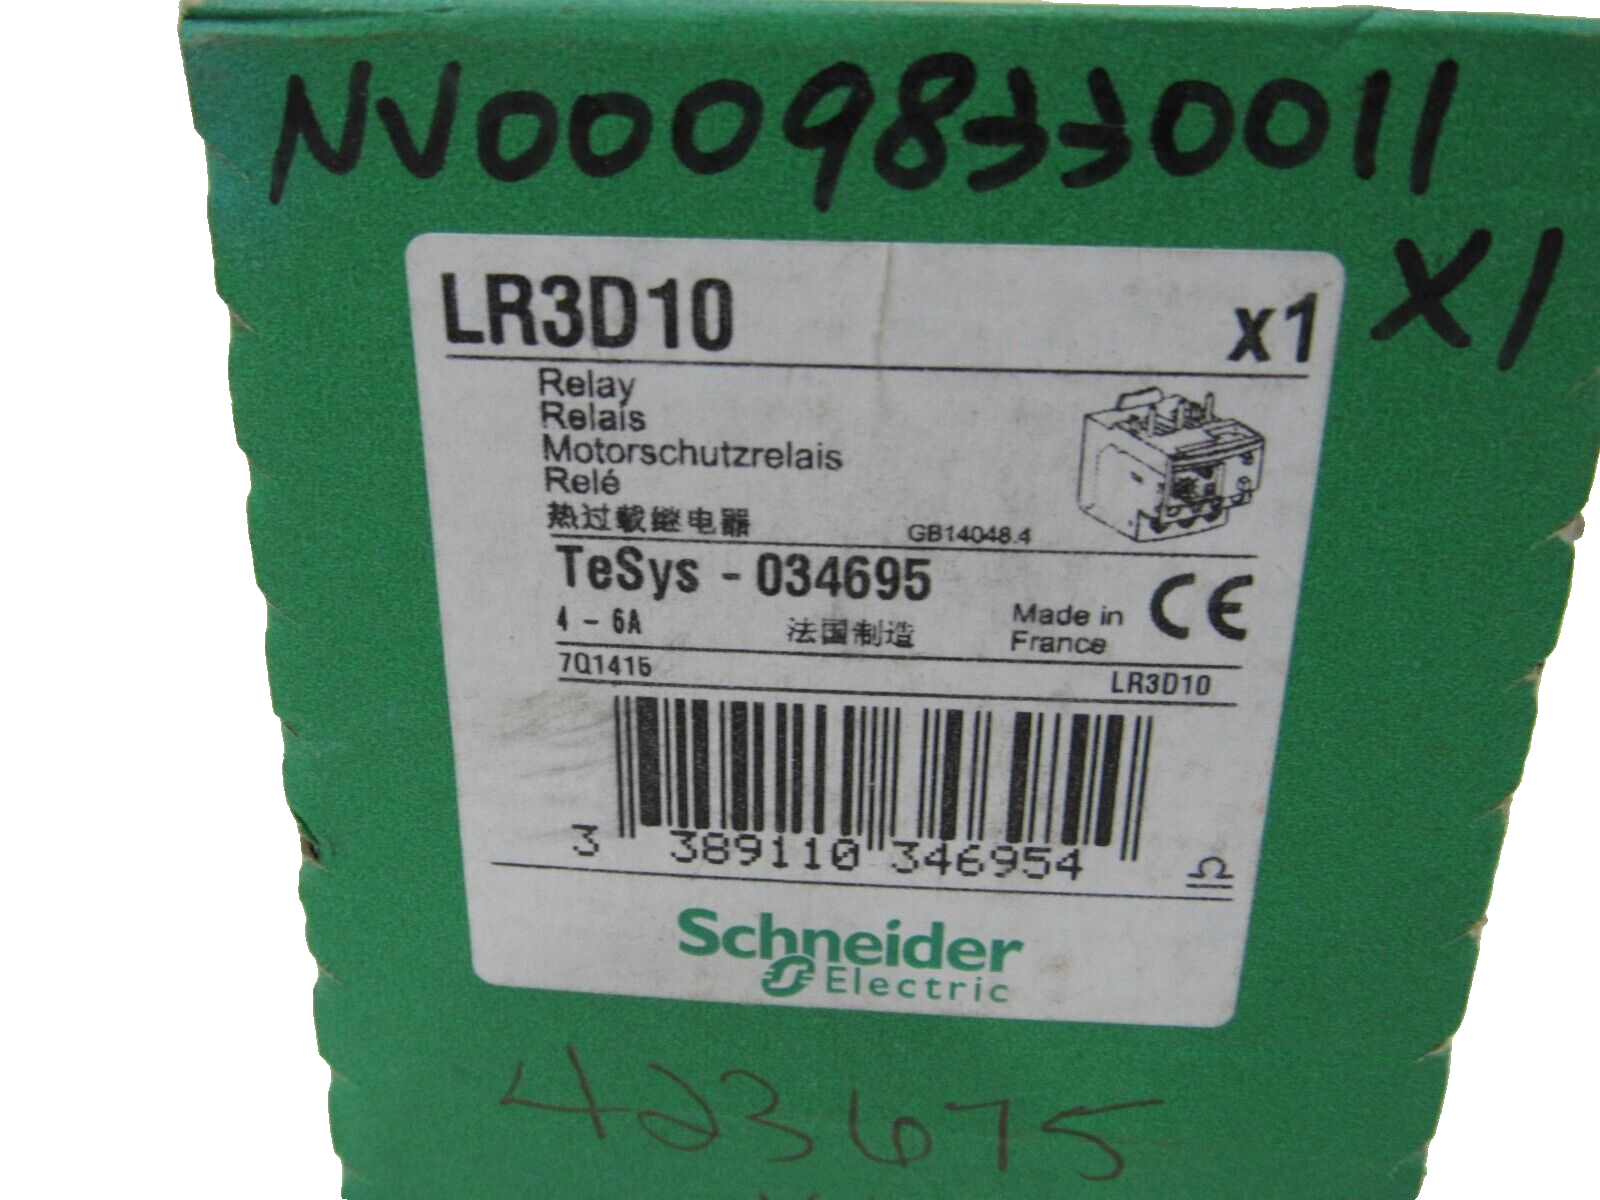 NV00098330011
X1
LR3D10 x1
Relay
Relais
Motorschutzrelais
Relé
热过载继电器 GB14048.4
TeSys - 034695
4 - 6A 法国制造 Made in France CE
7Q1415 LR3D10
3 389110 346954
Schneider
Electric
423675